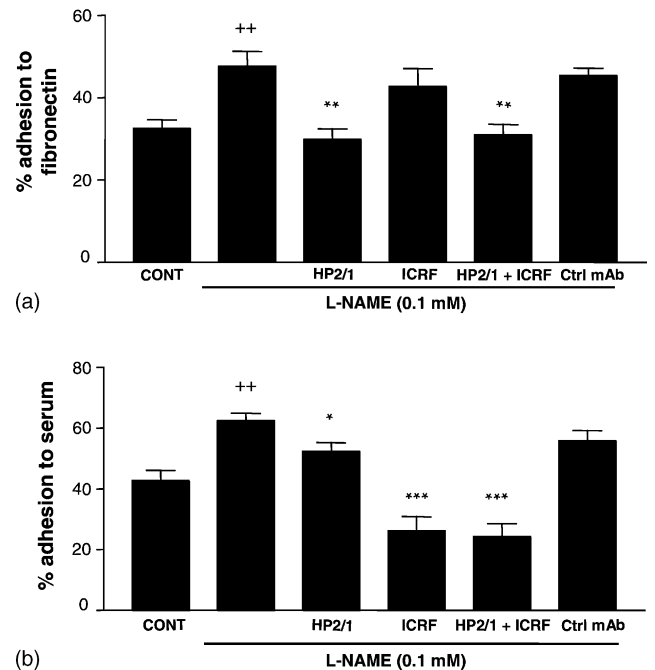 60
40
20
0
% adhesion to
fibronectin
++
**
**
CONT HP2/1 ICRF HP2/1 + ICRF Ctrl mAb
L-NAME (0.1 mM)
(a)
80
60
40
20
0
% adhesion to serum
++
*
***
***
CONT HP2/1 ICRF HP2/1 + ICRF Ctrl mAb
L-NAME (0.1 mM)
(b)